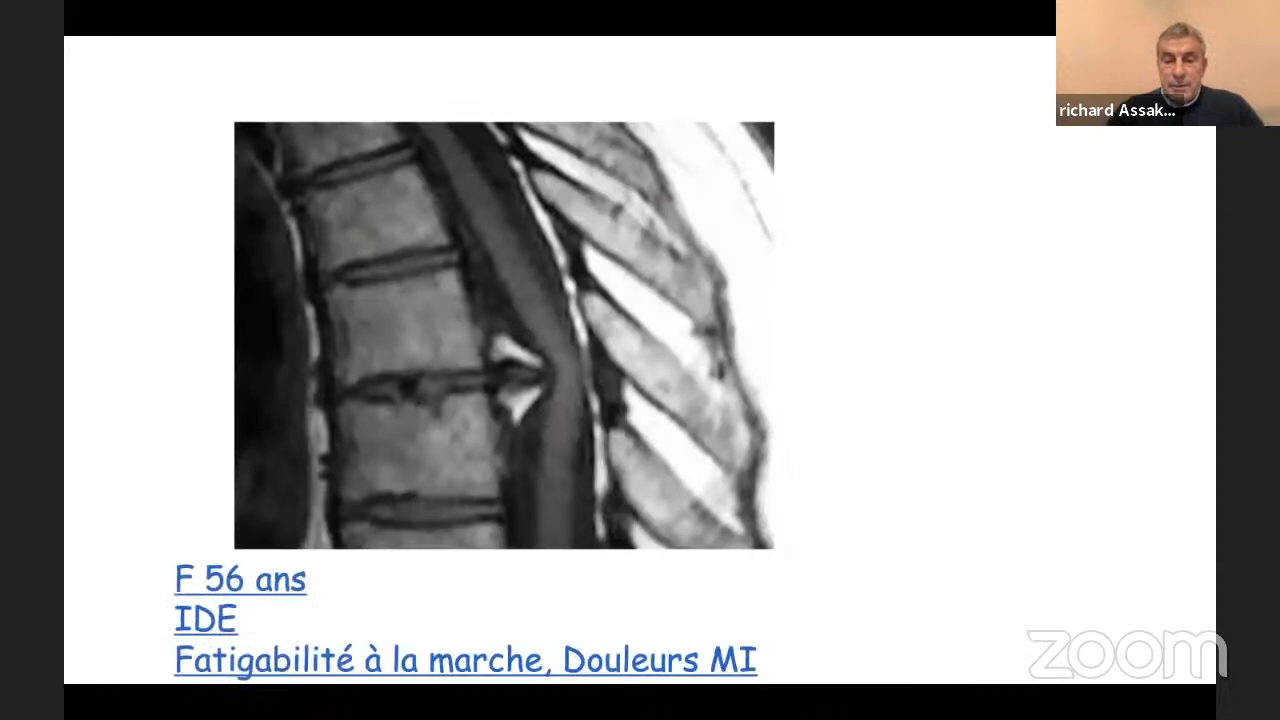 richard Assak...
F 56 ans
IDE
Fatigabilité à la marche, Douleurs MI
zoom